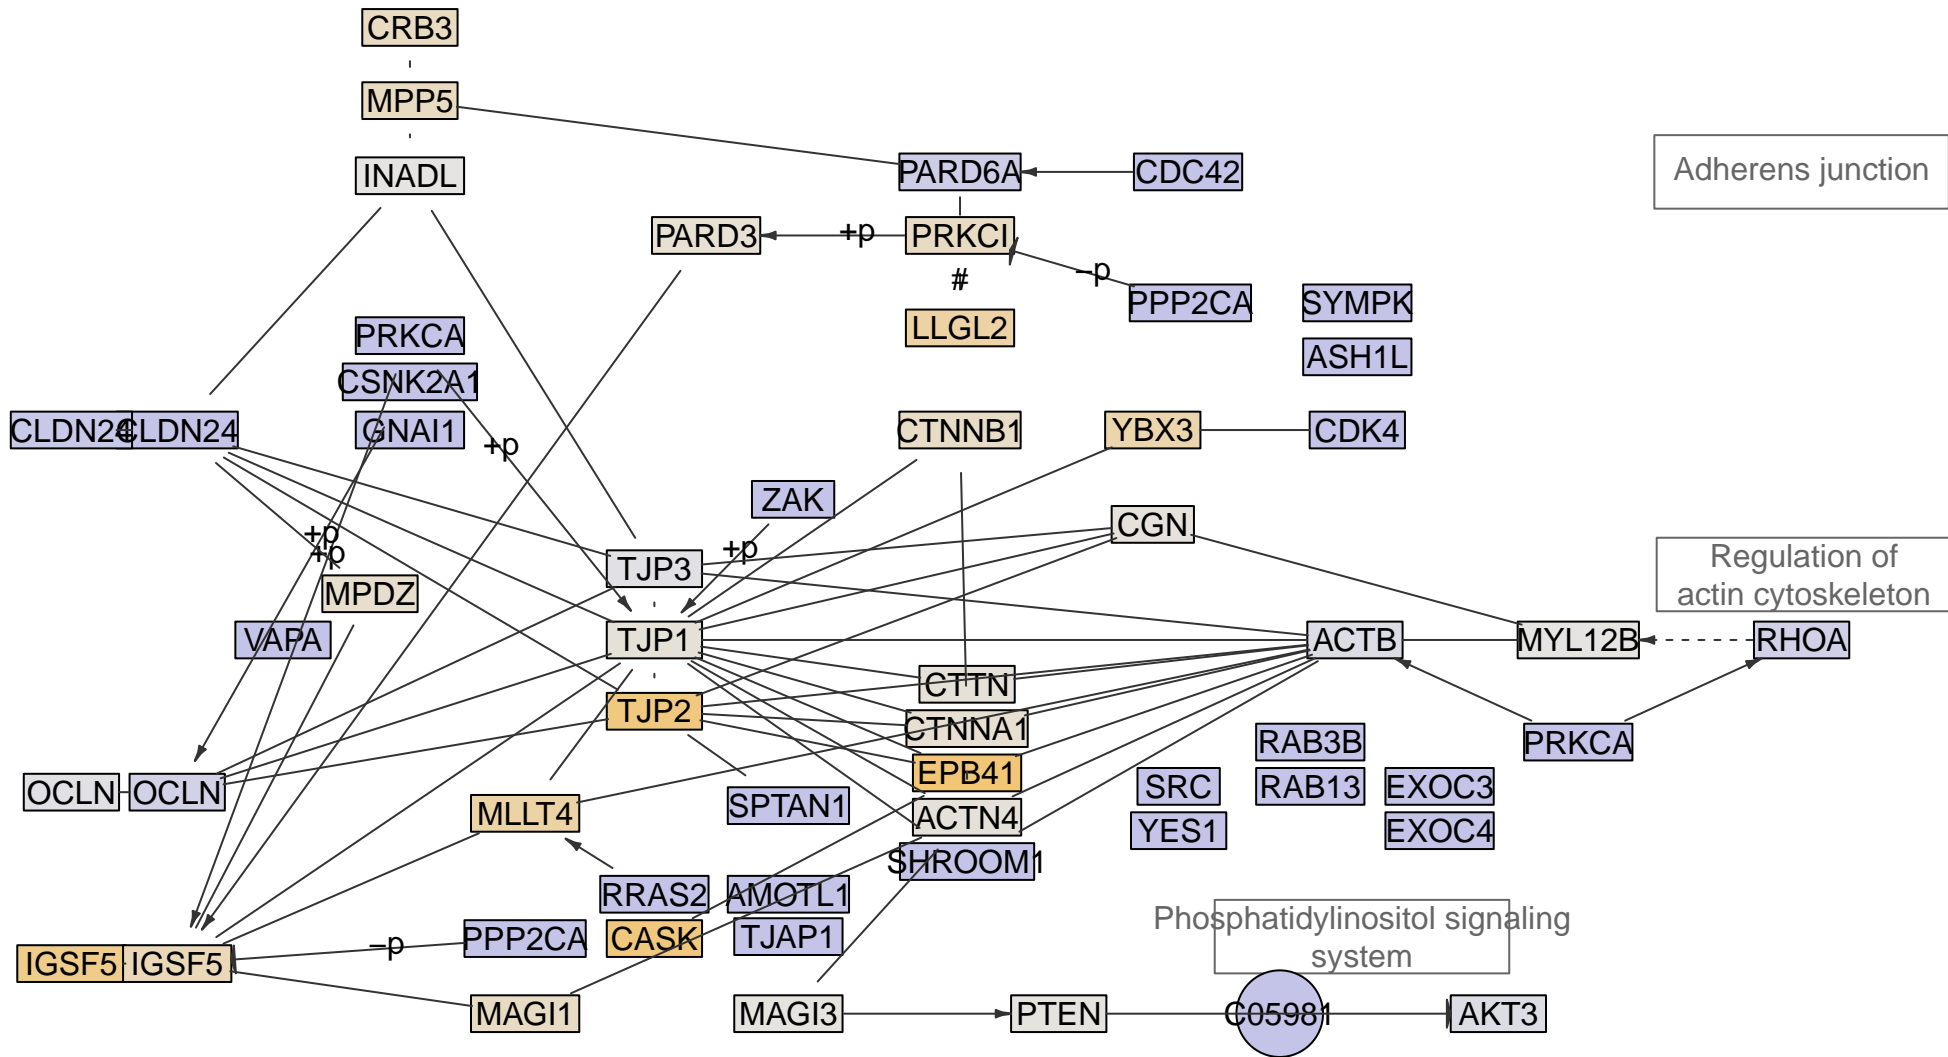 CRB3
MPP5
INADL
PARD6A
CDC42
Adherens junction
PARD3
+p
PRKCI
−p
#
PPP2CA
SYMPK
LLGL2
PRKCA
ASH1L
CSNK2A1
CLDN24
CLDN24
GNAI1
+p
CTNNB1
YBX3
CDK4
ZAK
CGN
+p
+p
+p
TJP3
Regulation of
actin cytoskeleton
MPDZ
VAPA
TJP1
ACTB
MYL12B
RHOA
CTTN
TJP2
CTNNA1
RAB3B
PRKCA
EPB41
OCLN
OCLN
SRC
RAB13
EXOC3
MLLT4
SPTAN1
ACTN4
YES1
EXOC4
SHROOM1
RRAS2
AMOTL1
Phosphatidylinositol signaling
system
PPP2CA
−p
CASK
TJAP1
IGSF5
IGSF5
MAGI1
MAGI3
PTEN
C05981
AKT3